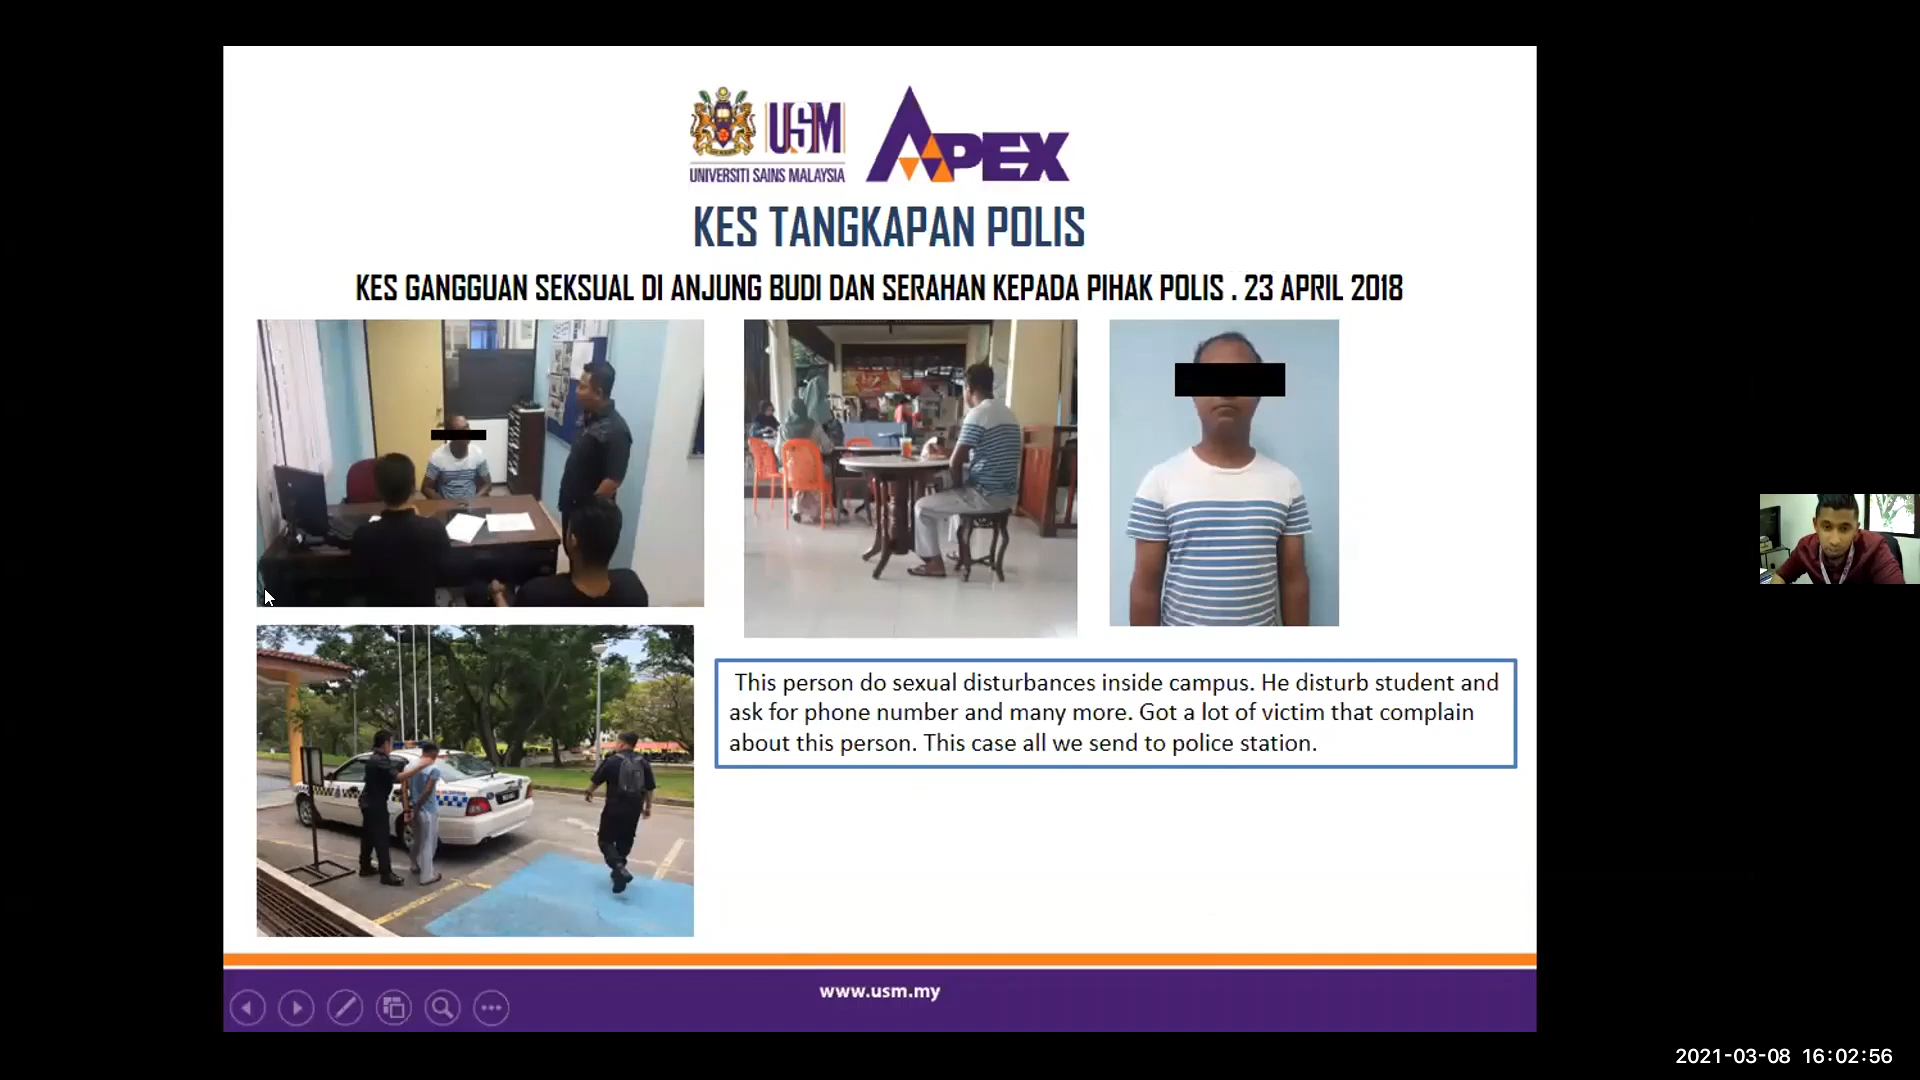 USM
UNIVERSITI SAINS MALAYSIA
APEX
KES TANGKAPAN POLIS
KES GANGGUAN SEKSUAL DI ANJUNG BUDI DAN SERAHAN KEPADA PIHAK POLIS . 23 APRIL 2018
This person do sexual disturbances inside campus. He disturb student and
ask for phone number and many more. Got a lot of victim that complain
about this person. This case all we send to police station.
www.usm.my
2021-03-08 16:02:56